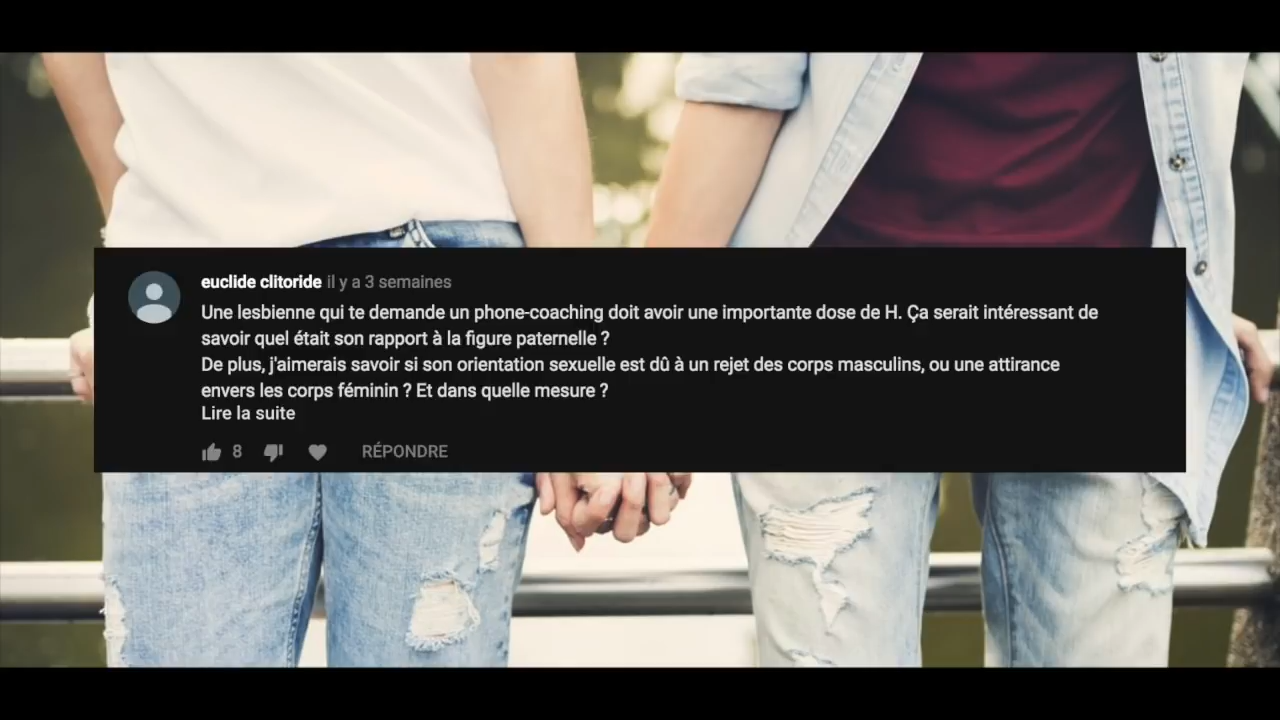 euclide clitoride il y a 3 semaines
Une lesbienne qui te demande un phone-coaching doit avoir une importante dose de H. Ça serait intéressant de
savoir quel était son rapport à la figure paternelle ?
De plus, j'aimerais savoir si son orientation sexuelle est dû à un rejet des corps masculins, ou une attirance
envers les corps féminin ? Et dans quelle mesure ?
Lire la suite
8 RÉPONDRE